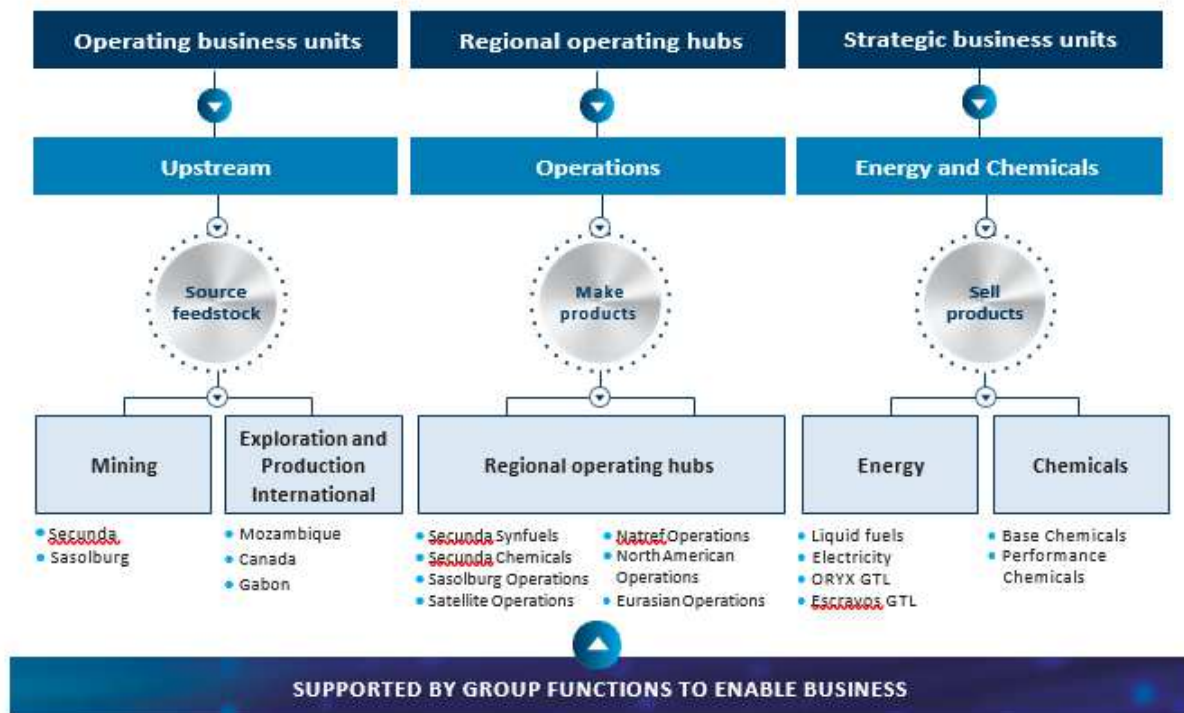 Operating business units
Regional operating hubs
Strategic business units
Upstream
Operations
Energy and Chemicals
Source
feedstock
Make
products
Sell
products
Mining
Exploration and
Production
International
Regional operating hubs
Energy
Chemicals
Secunda
Sasolburg
Mozambique
Canada
Gabon
Secunda Synfuels
Secunda Chemicals
Sasolburg Operations
Satellite Operations
Natref Operations
North American
Operations
Eurasian Operations
Liquid fuels
Electricity
ORYX GTL
Escravos GTL
Base Chemicals
Performance
Chemicals
SUPPORTED BY GROUP FUNCTIONS TO ENABLE BUSINESS